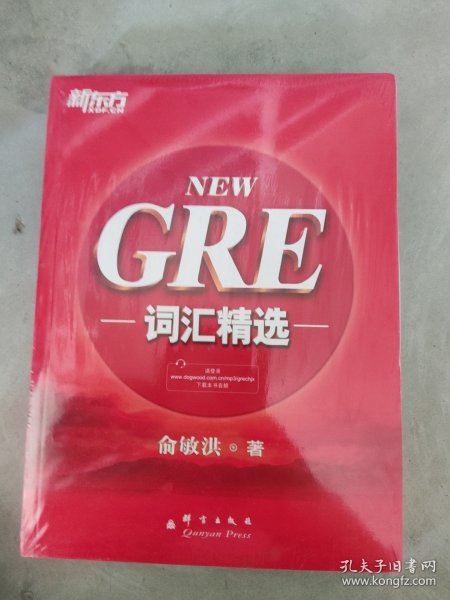 新东方
XDF.CN
NEW
GRE
词汇精选
请登录
www.dogwood.com.cn/mp3/grechjx
下载本书音频
俞敏洪 著
群言出版社
Qunyan Press
孔夫子旧书网
www.kongfz.com